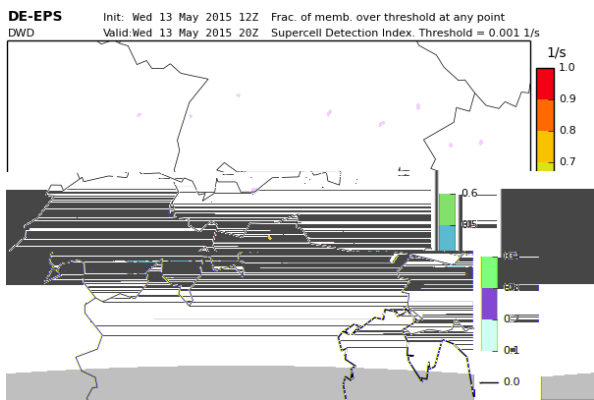 DE-EPS Init: Wed 13 May 2015 12Z Frac. of memb. over threshold at any point
DWD Valid:Wed 13 May 2015 20Z Supercell Detection Index. Threshold = 0.001 1/s
1/s
1.0
0.9
0.8
0.7
0.6
0.1
0.0